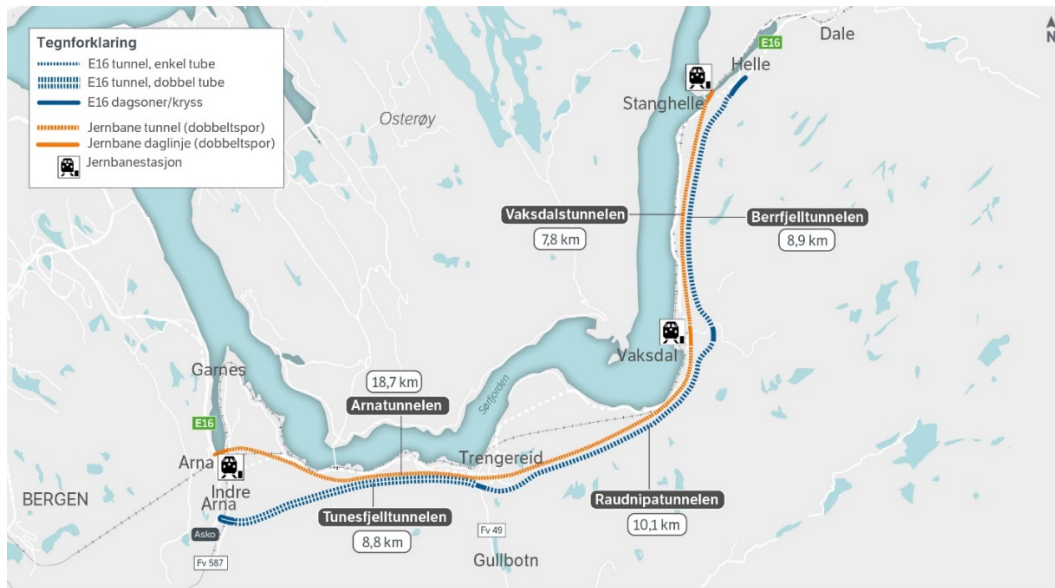 Tegnforklaring
E16 tunnel, enkel tube
E16 tunnel, dobbel tube
E16 dagsoner/kryss
Jernbane tunnel (dobbeltspor)
Jernbane daglinje (dobbeltspor)
Jernbanestasjon
N
Dale
E16
Helle
Stanghelle
Osterøy
Vaksdalstunnelen
7,8 km
Berrfjelltunnelen
8,9 km
Vaksdal
Garnes
18,7 km
Arnatunnelen
Sørfjorden
E16
Trengereid
Arna
Indre
Arna
BERGEN
Raudnipatunnelen
10,1 km
Tunesfjelltunnelen
8,8 km
Asko
Fv 49
Gullbotn
Fv 587